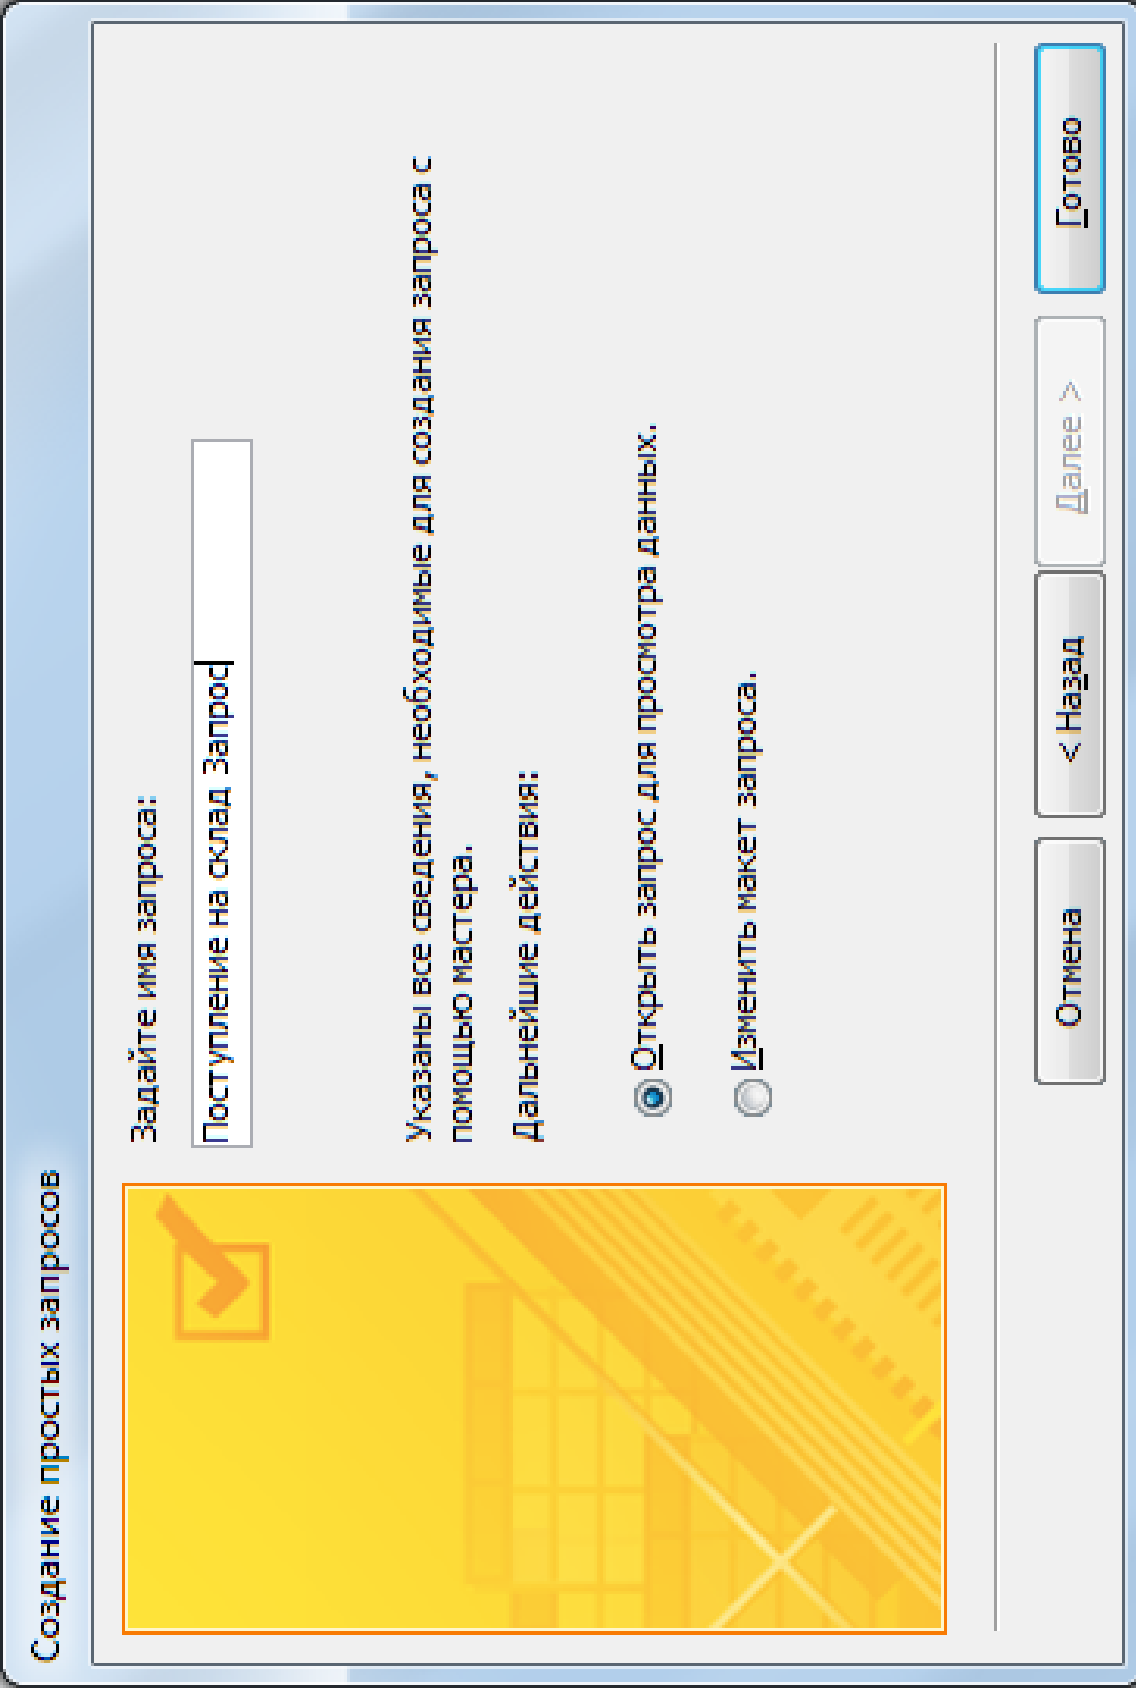 Создание простых запросов
Задайте имя запроса:
Поступление на склад Запрос
Указаны все сведения, необходимые для создания запроса с
помощью мастера.
Дальнейшие действия:
Открыть запрос для просмотра данных.
Изменить макет запроса.
Отмена
< Назад
Далее >
Готово